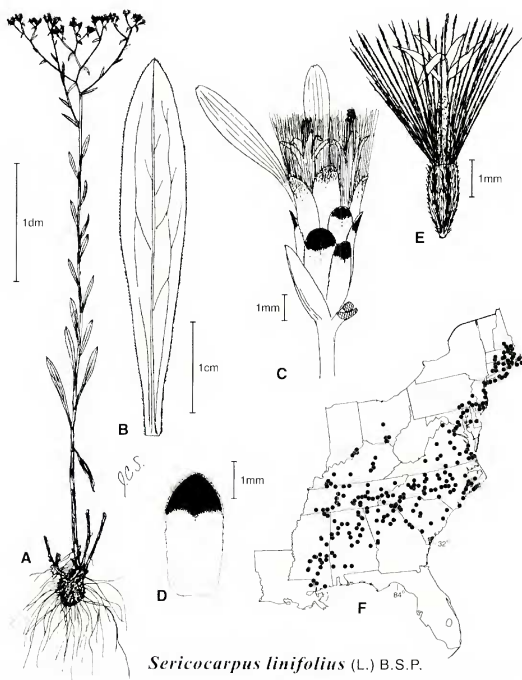 1dm
A
B
1cm
C
1mm
D
1mm
E
1mm
F
32°
84°
J.C.S.
Sericocarpus linifolius (L.) B.S.P.